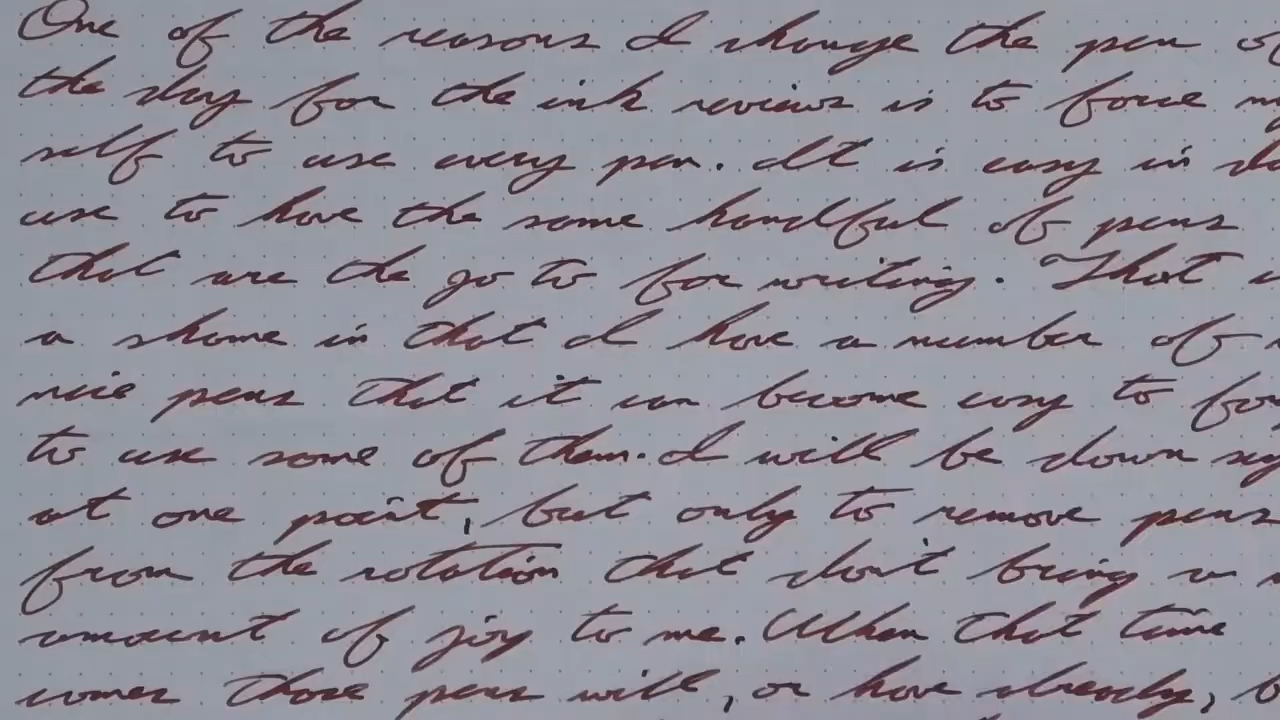 One of the reasons I change the pen of
the day for the ink reviews is to force my
self to use every pen. It is easy in
use to have the same handful of pens
that are the go to for writing. That
a shame in that I have a number of
nice pens that it can become easy to
to use some of them. I will be down
at one point, but only to remove pens
from the rotation that don't bring a
amount of joy to me. When that time
comes those pens will, or have already,